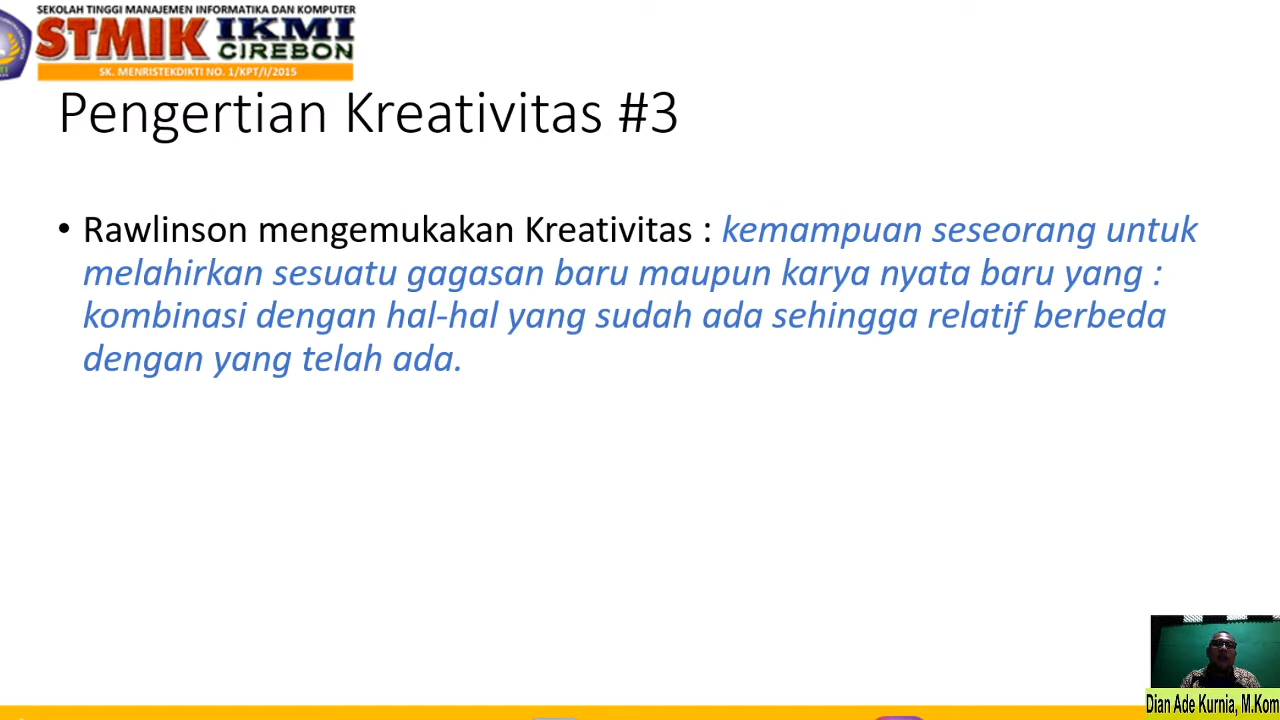 SEKOLAH TINGGI MANAJEMEN INFORMATIKA DAN KOMPUTER
STMIK IKMI
CIREBON
SK. MENRISTEKDIKTI NO. 1/KPT/I/2015
Pengertian Kreativitas #3
• Rawlinson mengemukakan Kreativitas : kemampuan seseorang untuk
melahirkan sesuatu gagasan baru maupun karya nyata baru yang :
kombinasi dengan hal-hal yang sudah ada sehingga relatif berbeda
dengan yang telah ada.
Dian Ade Kurnia, M.Kom